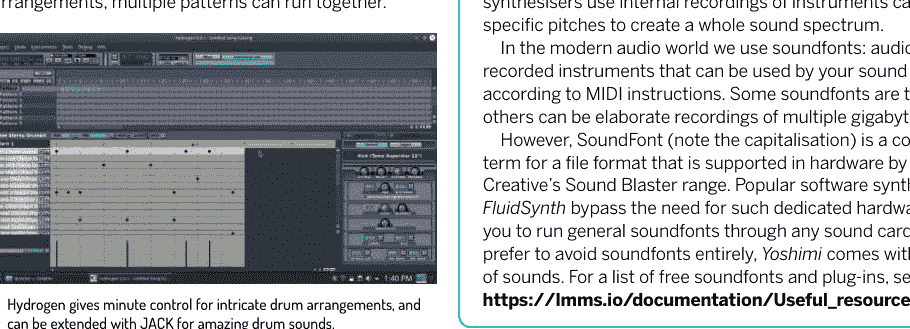 rrangements, multiple patterns can run together.
1:40 PM
Hydrogen gives minute control for intricate drum arrangements, and
can be extended with JACK for amazing drum sounds.
synthesisers use internal recordings of instruments ca
specific pitches to create a whole sound spectrum.
In the modern audio world we use soundfonts: audio
recorded instruments that can be used by your sound
according to MIDI instructions. Some soundfonts are t
others can be elaborate recordings of multiple gigabyt
However, SoundFont (note the capitalisation) is a co
term for a file format that is supported in hardware by
Creative's Sound Blaster range. Popular software synth
FluidSynth bypass the need for such dedicated hardwa
you to run general soundfonts through any sound card
prefer to avoid soundfonts entirely, Yoshimi comes with
of sounds. For a list of free soundfonts and plug-ins, se
https://lmms.io/documentation/Useful_resource